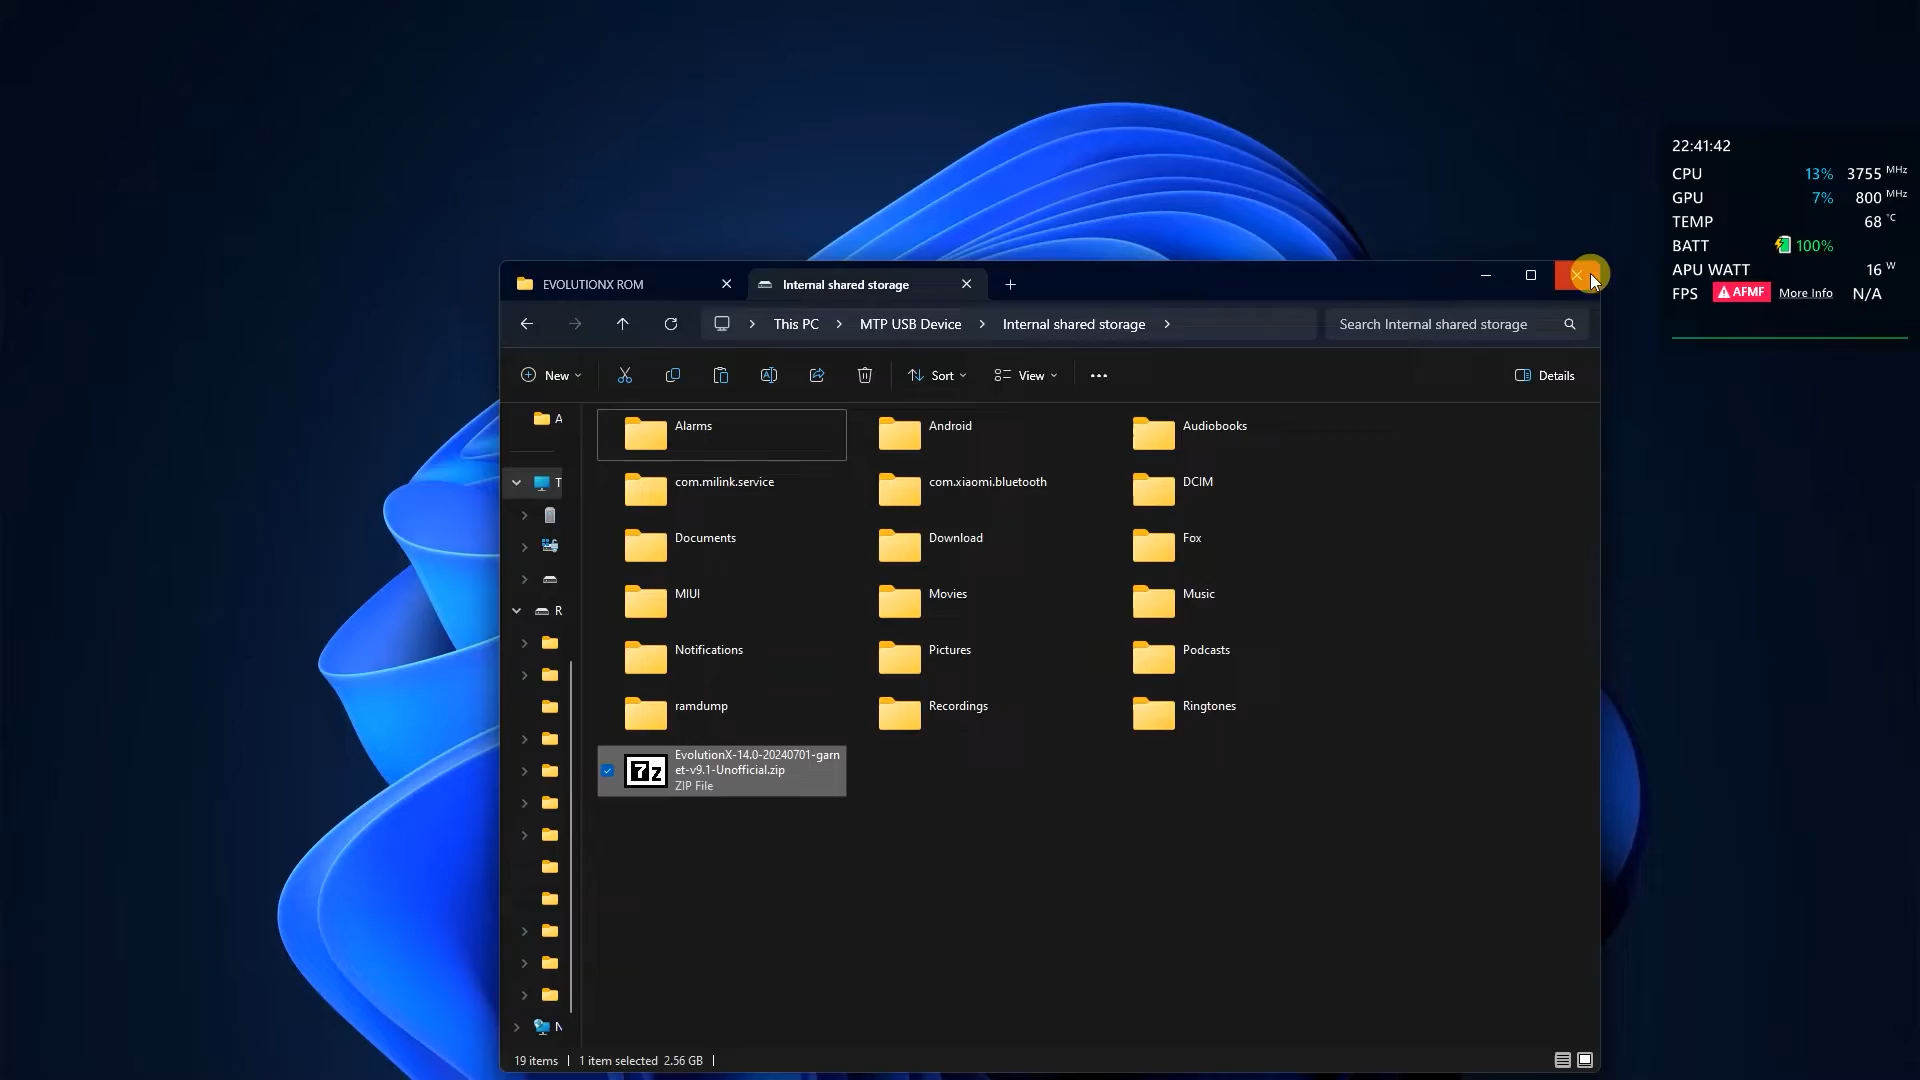 22:41:42
CPU 13% 3755 MHz
GPU 7% 800 MHz
TEMP 68 °C
BATT 100%
APU WATT 16 W
FPS AFMF More Info N/A
EVOLUTIONX ROM
Internal shared storage
This PC
MTP USB Device
Internal shared storage
Search Internal shared storage
New
Sort
View
Details
A
T
R
N
Alarms
Android
Audiobooks
com.milink.service
com.xiaomi.bluetooth
DCIM
Documents
Download
Fox
MIUI
Movies
Music
Notifications
Pictures
Podcasts
ramdump
Recordings
Ringtones
7z
EvolutionX-14.0-20240701-garn
et-v9.1-Unofficial.zip
ZIP File
19 items
1 item selected 2.56 GB